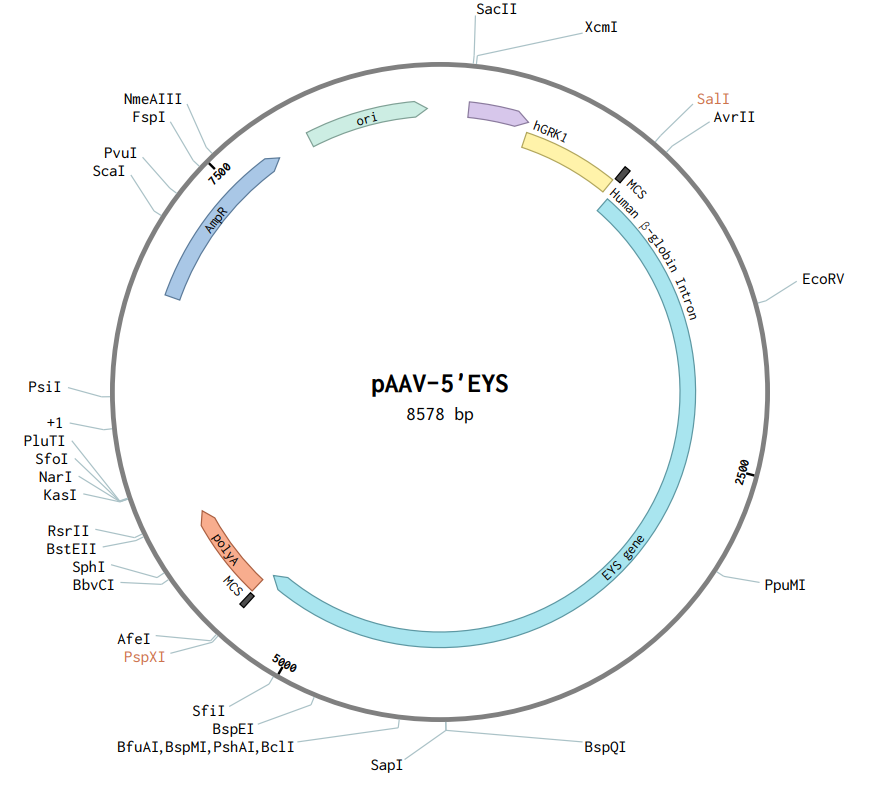 SacII
XcmI
NmeAIII
SalI
FspI
AvrII
ori
hGRK1
PvuI
ScaI
7500
MCS
AmpR
Human β-globin Intron
EcoRV
pAAV-5'EYS
PsiI
8578 bp
+1
PluTI
SfoI
NarI
KasI
2500
RsrII
BstEII
polyA
EYS gene
SphI
BbvCI
MCS
PpuMI
AfeI
PspXI
5000
SfiI
BspEI
BfuAI,BspMI,PshAI,BclI
BspQI
SapI